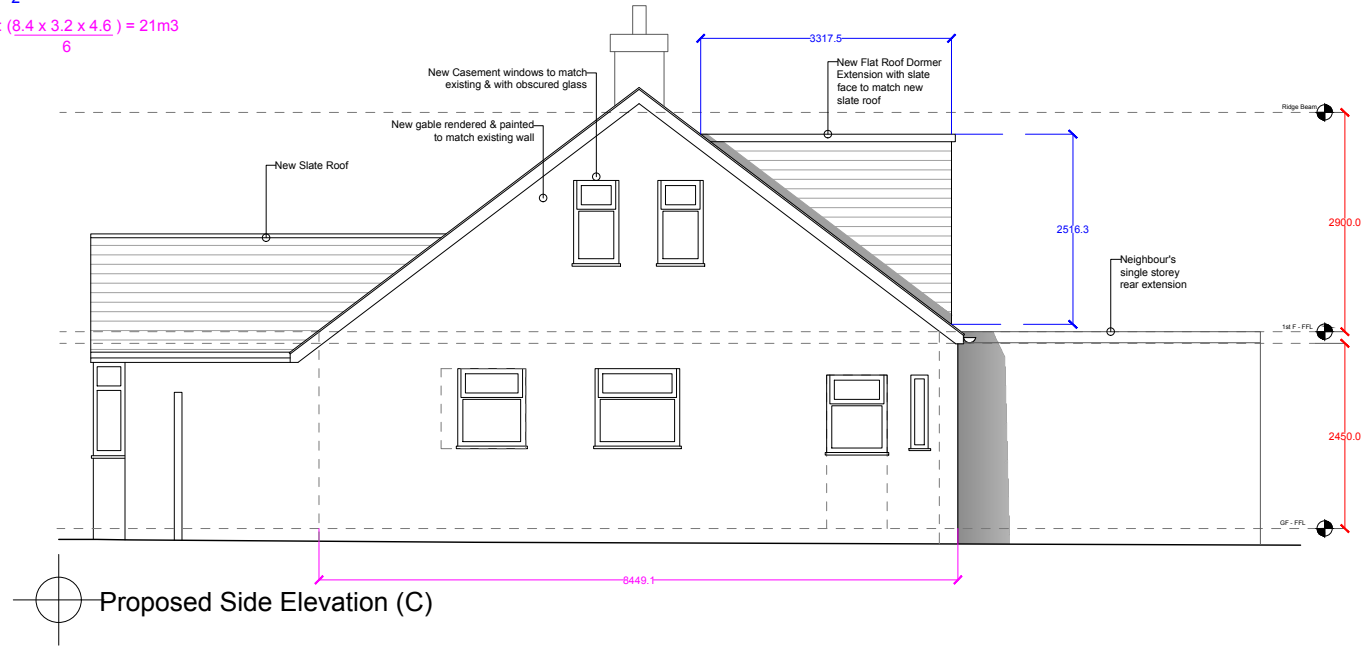 2
: (8.4 x 3.2 x 4.6 ) = 21m3
6
3317.5
New Casement windows to match
existing & with obscured glass
New Flat Roof Dormer
Extension with slate
face to match new
slate roof
Ridge Beam
New gable rendered & painted
to match existing wall
New Slate Roof
2900.0
2516.3
Neighbour's
single storey
rear extension
1st F - FFL
2450.0
GF - FFL
8449.1
Proposed Side Elevation (C)